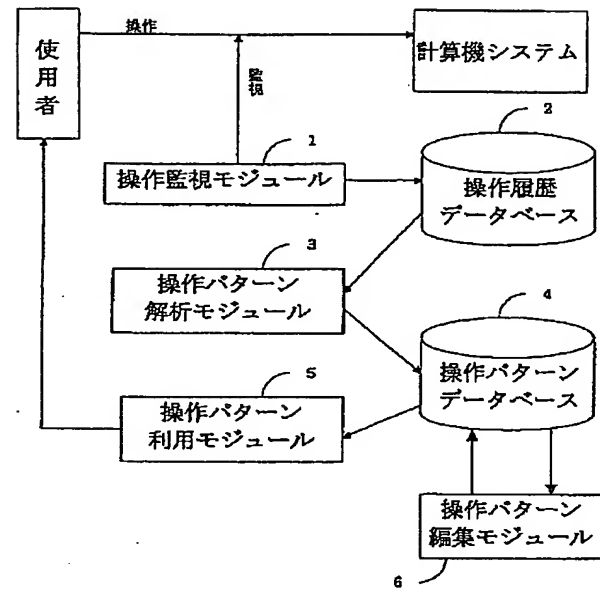 使用者
操作
計算機システム
監視
1
操作監視モジュール
2
操作履歴
データベース
3
操作パターン
解析モジュール
4
操作パターン
データベース
5
操作パターン
利用モジュール
操作パターン
編集モジュール
6